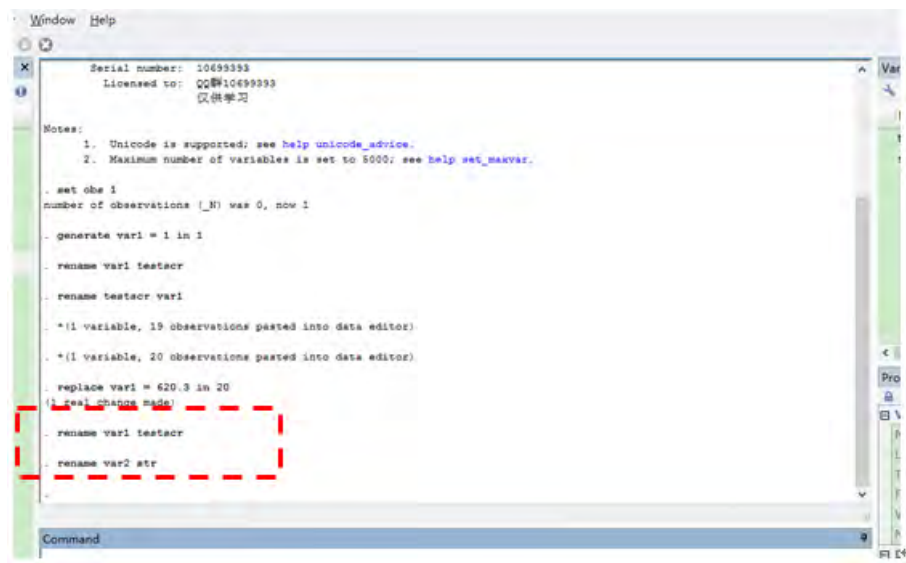 Window Help
Serial number: 10699393
Licensed to: QQ群10699393
仅供学习
Notes:
1. Unicode is supported; see help unicode_advice.
2. Maximum number of variables is set to 5000; see help set_maxvar.
. set obs 1
number of observations (_N) was 0, now 1
. generate var1 = 1 in 1
. rename var1 testscr
. rename testscr var1
. *(1 variable, 19 observations pasted into data editor)
. *(1 variable, 20 observations pasted into data editor)
. replace var1 = 620.3 in 20
(1 real change made)
. rename var1 testscr
. rename var2 str
.
Command
Var
Pro